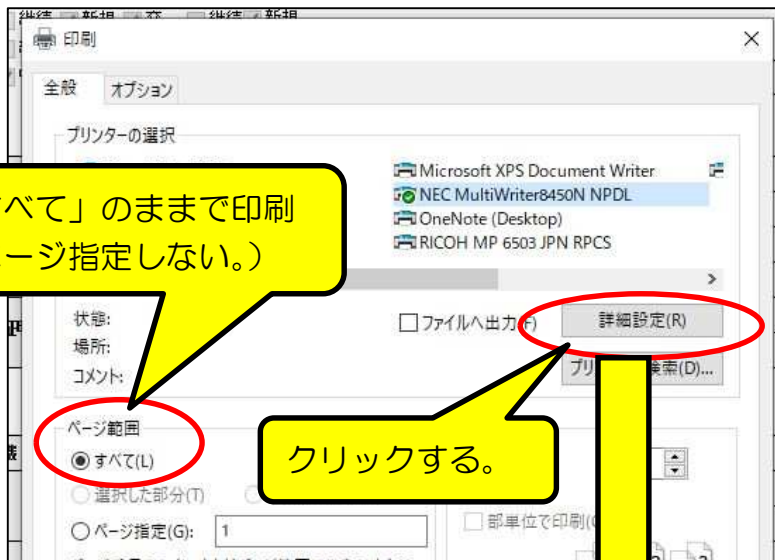 継続 新規 継続 新規
印刷
全般 オプション
プリンターの選択
Microsoft XPS Document Writer
NEC MultiWriter8450N NPDL
OneNote (Desktop)
RICOH MP 6503 JPN RPCS
べて」のままで印刷
ージ指定しない。)
状態:
場所:
コメント:
ファイルへ出力(F)
詳細設定(R)
プリ 索(D)...
ページ範囲
すべて(L)
選択した部分(T)
ページ指定(G): 1
クリックする。
部単位で印刷(